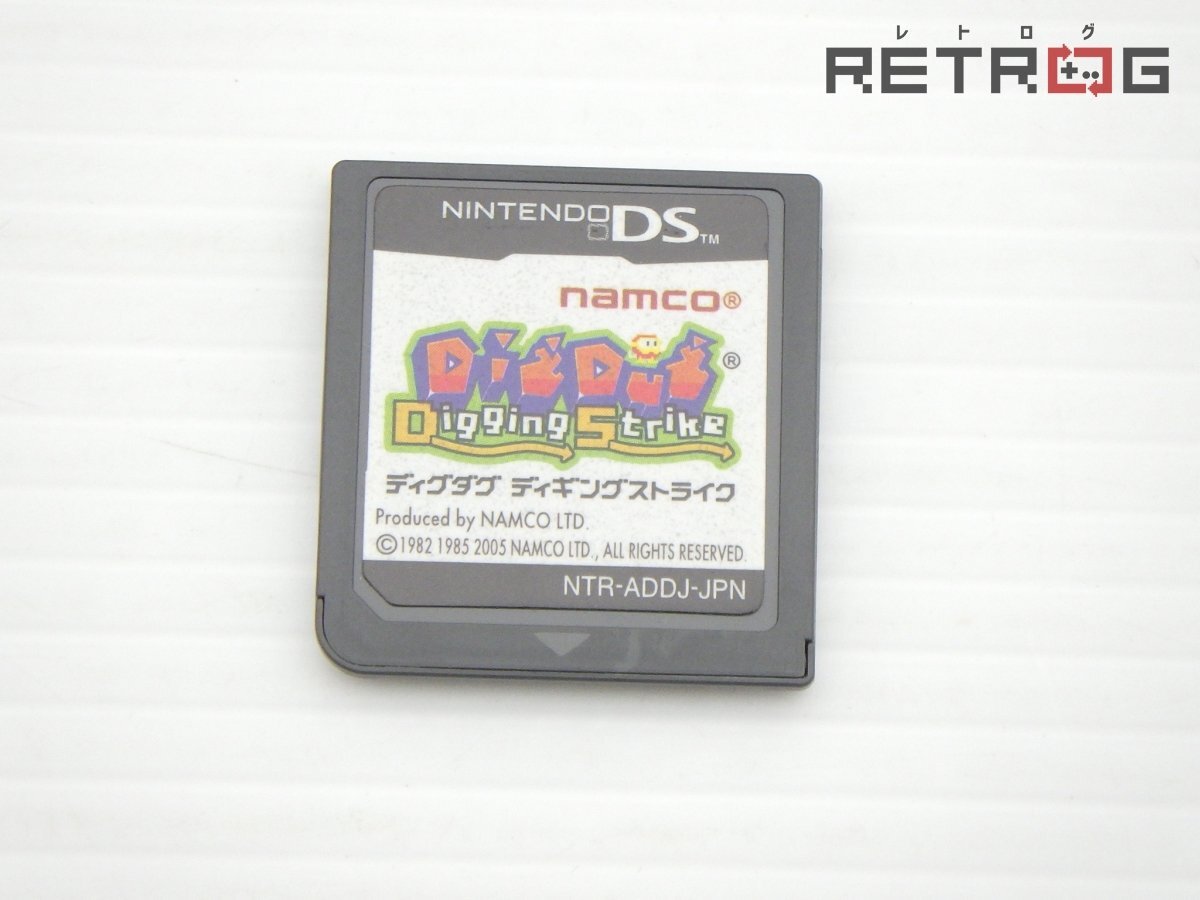 レトログ
RETROG
NINTENDO DS™
namco®
DiGDUG®
Digging Strike
ディグダグ ディギングストライク
Produced by NAMCO LTD.
©1982 1985 2005 NAMCO LTD., ALL RIGHTS RESERVED.
NTR-ADDJ-JPN